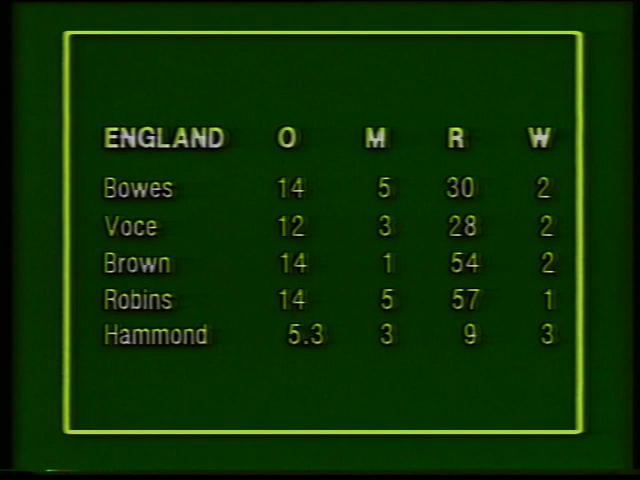 ENGLAND O M R W
Bowes 14 5 30 2
Voce 12 3 28 2
Brown 14 1 54 2
Robins 14 5 57 1
Hammond 5.3 3 9 3